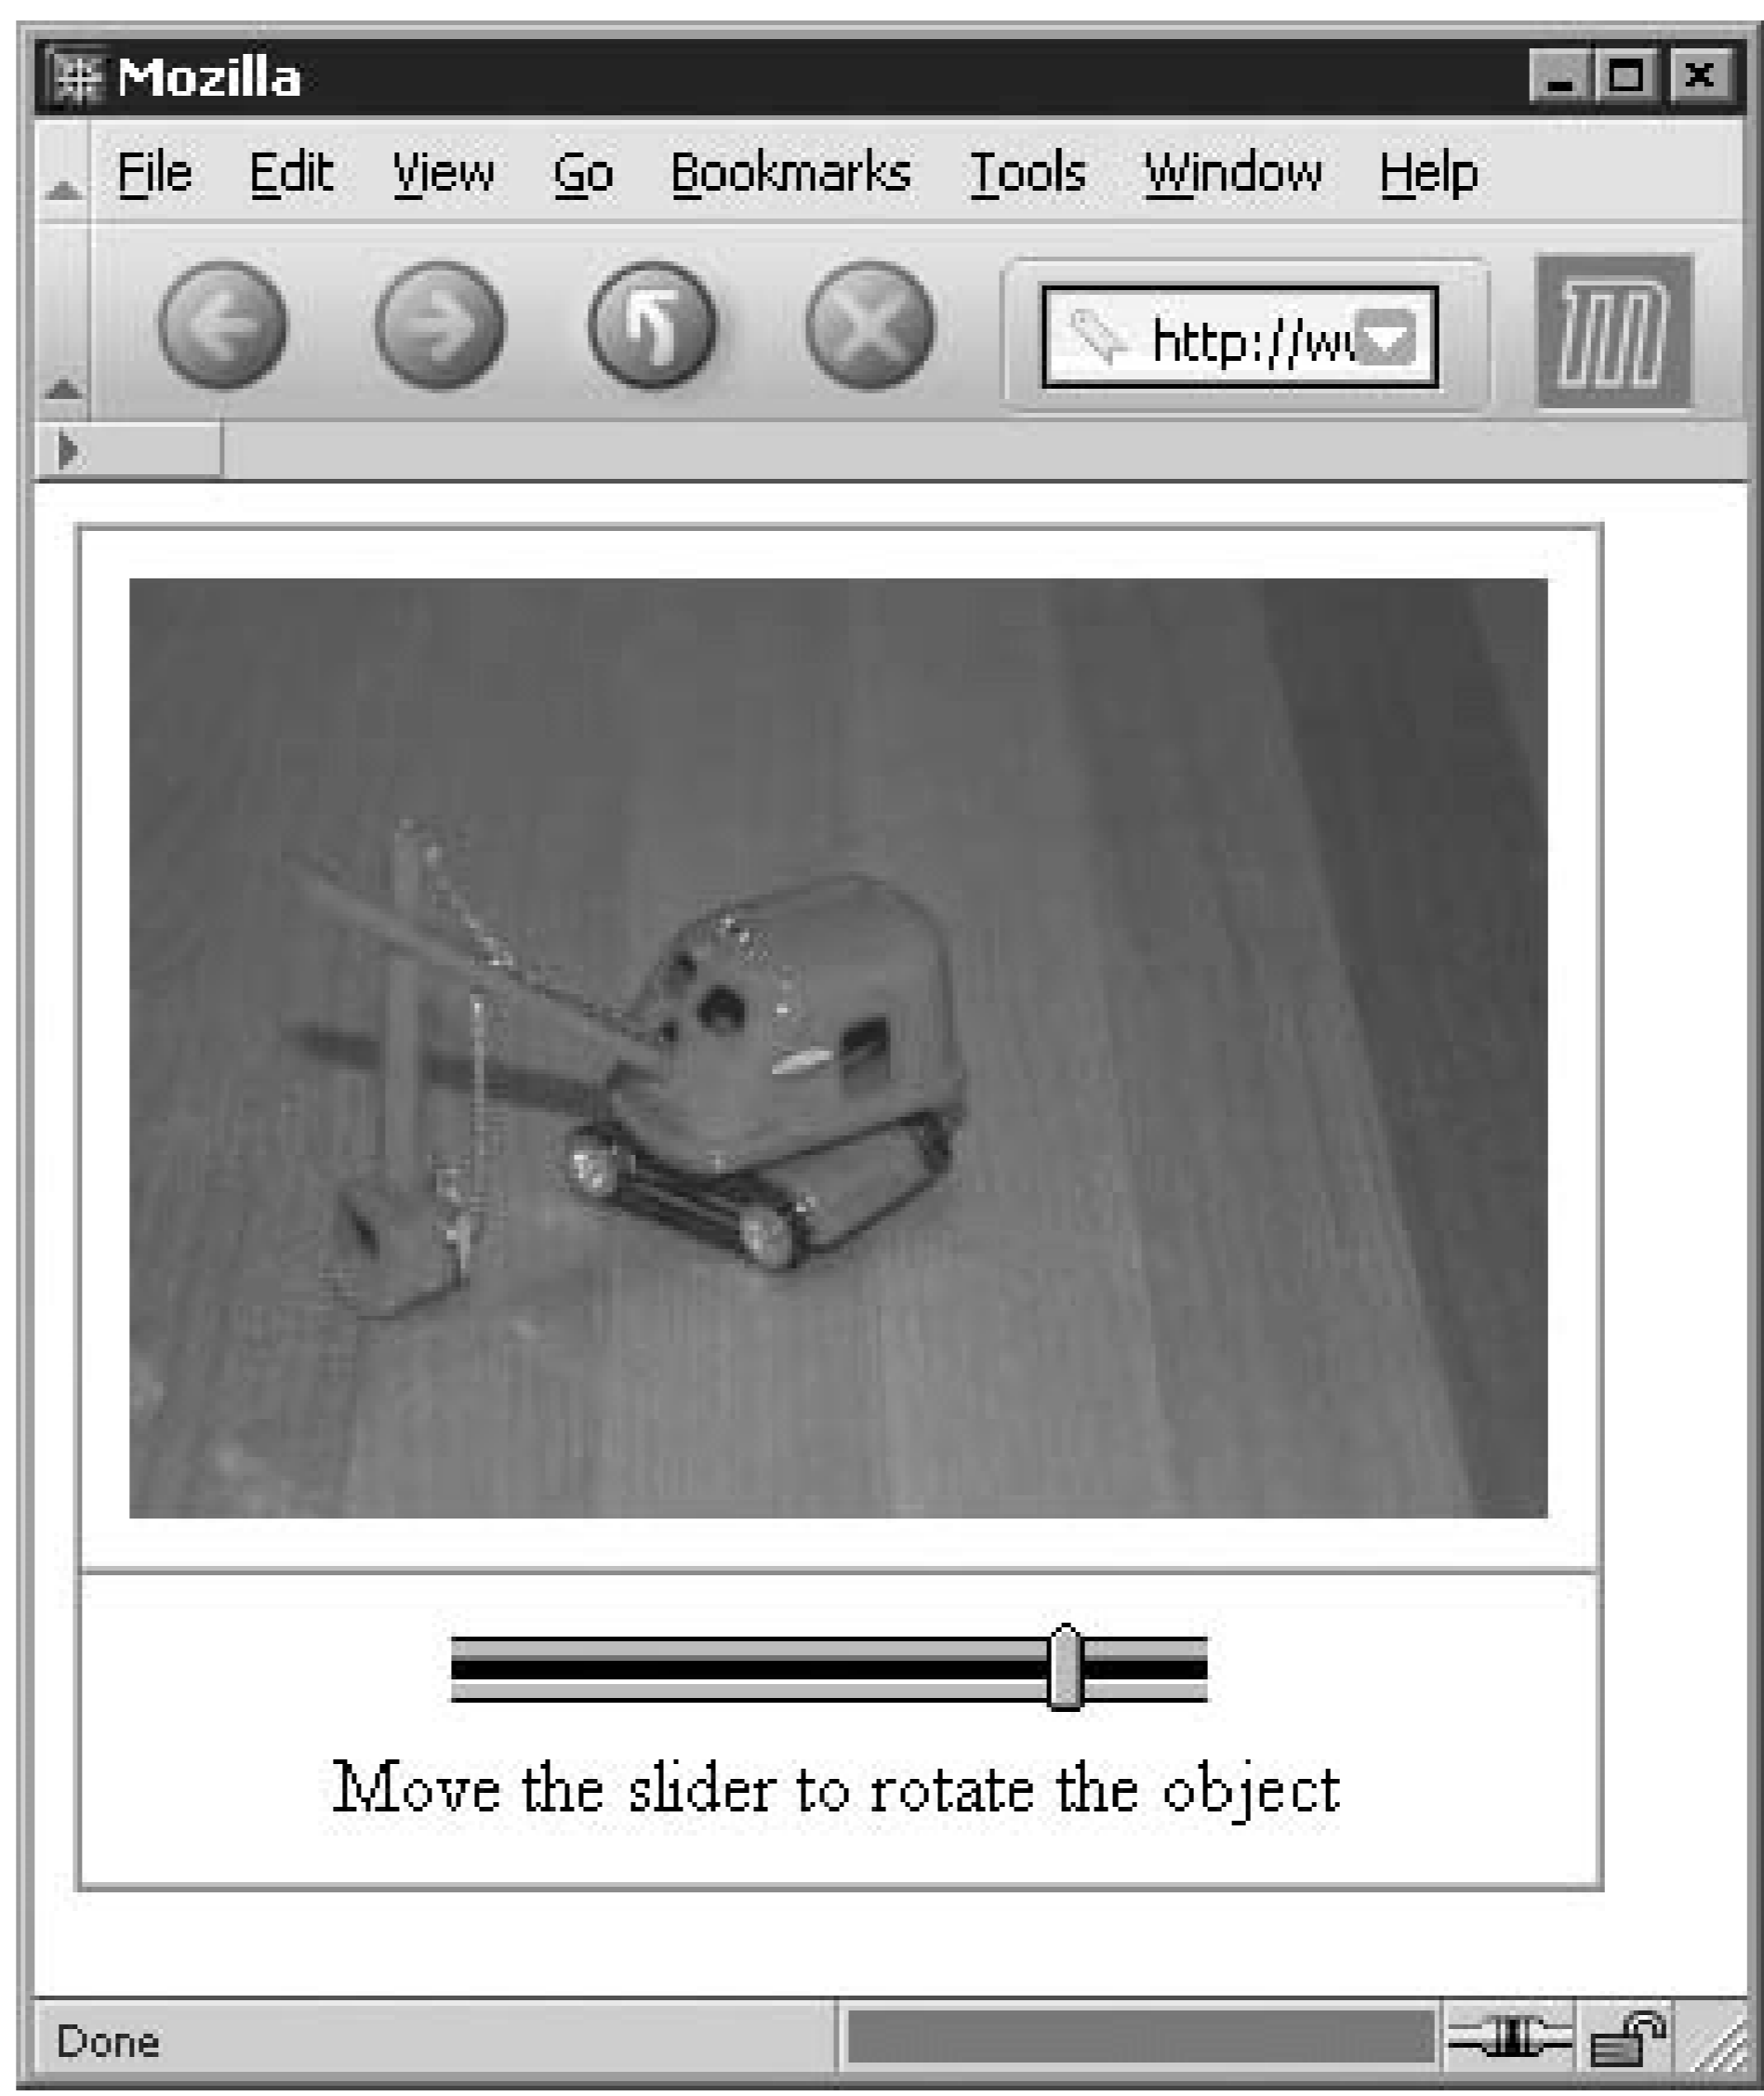 Mozilla
File Edit View Go Bookmarks Tools Window Help
http://w
Move the slider to rotate the object
Done